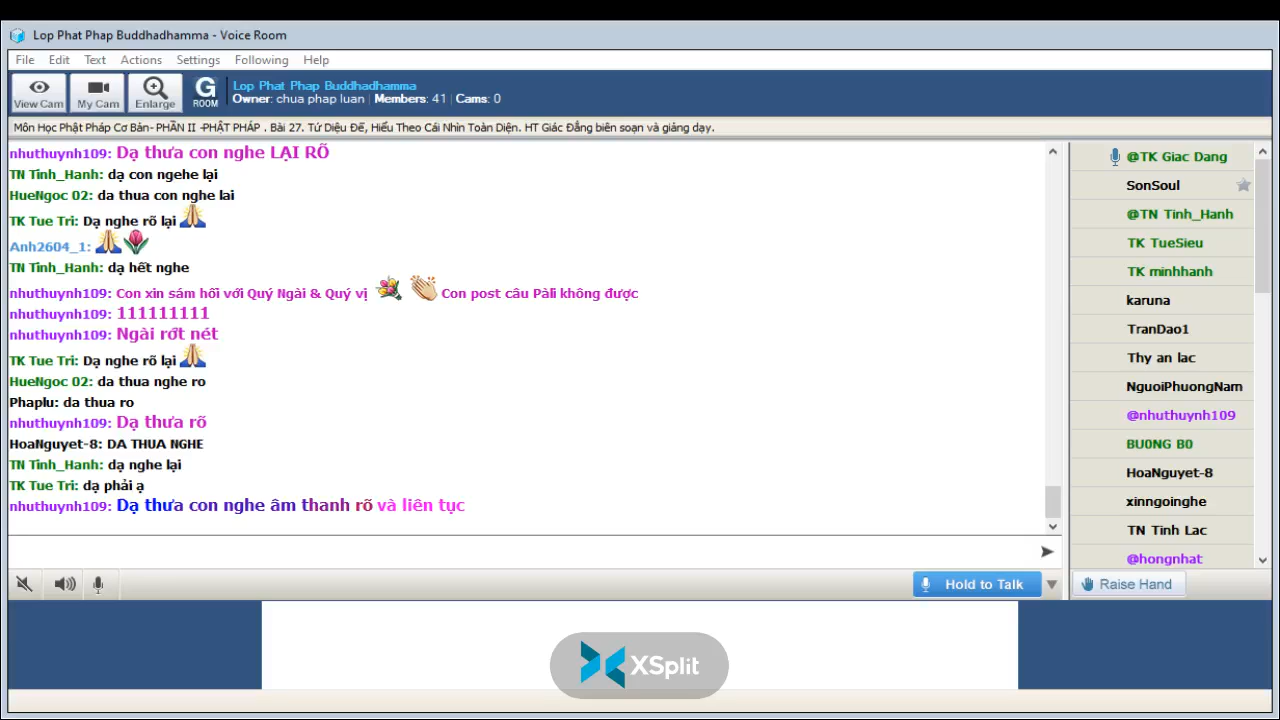 Lop Phat Phap Buddhadhamma - Voice Room
File Edit Text Actions Settings Following Help
View Cam My Cam Enlarge G ROOM
Lop Phat Phap Buddhadhamma
Owner: chua phap luan | Members: 41 | Cams: 0
Môn Học Phật Pháp Cơ Bản- PHẦN II -PHẬT PHÁP . Bài 27. Tứ Diệu Đế, Hiểu Theo Cái Nhìn Toàn Diện. HT Giác Đẳng biên soạn và giảng dạy.
nhuthuynh109: Dạ thưa con nghe LẠI RÕ
TN Tinh_Hanh: dạ con ngehe lại
HueNgoc 02: da thua con nghe lai
TK Tue Tri: Dạ nghe rõ lại
Anh2604_1:
TN Tinh_Hanh: dạ hết nghe
nhuthuynh109: Con xin sám hối với Quý Ngài & Quý vị Con post câu Pàli không được
nhuthuynh109: 111111111
nhuthuynh109: Ngài rớt nét
TK Tue Tri: Dạ nghe rõ lại
HueNgoc 02: da thua nghe ro
Phaplu: da thua ro
nhuthuynh109: Dạ thưa rõ
HoaNguyet-8: DA THUA NGHE
TN Tinh_Hanh: dạ nghe lại
TK Tue Tri: dạ phải ạ
nhuthuynh109: Dạ thưa con nghe âm thanh rõ và liên tục
@TK Giac Dang
SonSoul
@TN Tinh_Hanh
TK TueSieu
TK minhhanh
karuna
TranDao1
Thy an lac
NguoiPhuongNam
@nhuthuynh109
BU0NG B0
HoaNguyet-8
xinngoinghe
TN Tinh Lac
@hongnhat
Hold to Talk
Raise Hand
XSplit